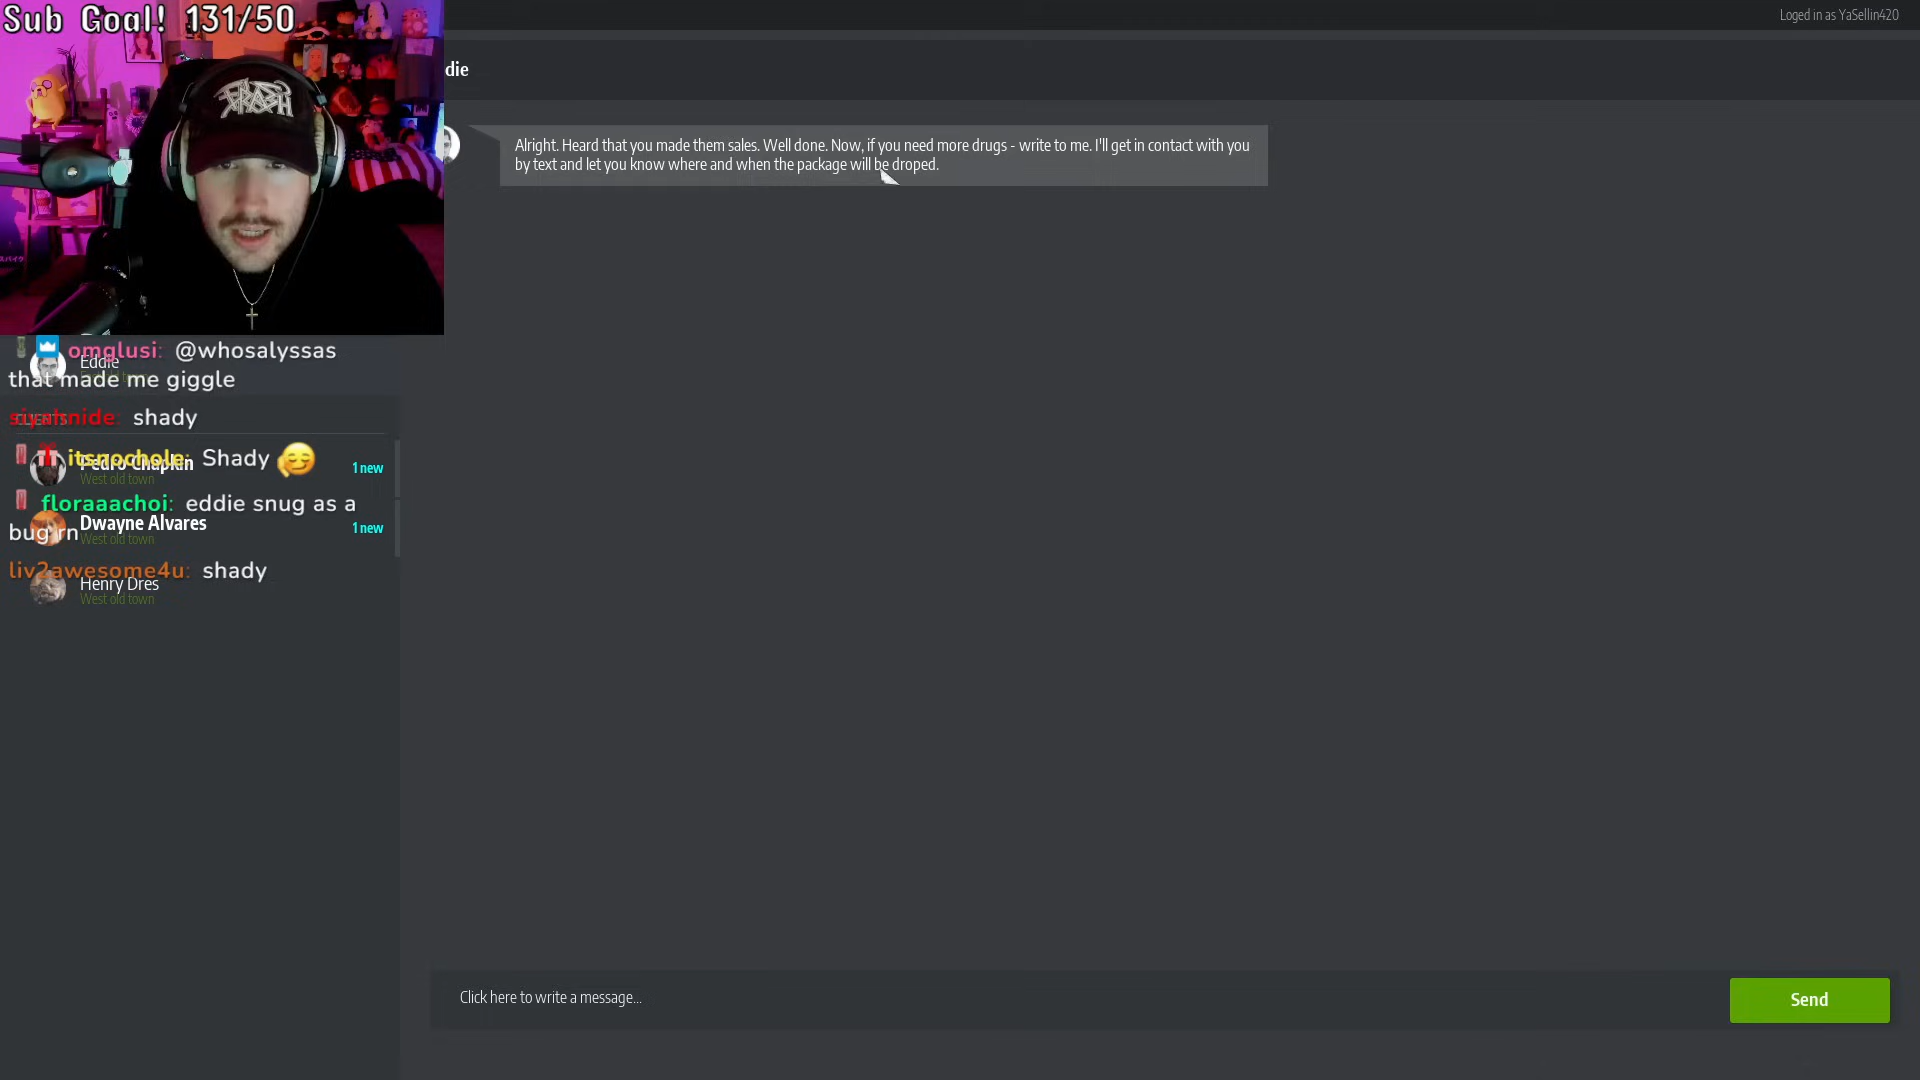 Sub Goal! 131/50
Loged in as YaSellin420
die
Alright. Heard that you made them sales. Well done. Now, if you need more drugs - write to me. I'll get in contact with you
by text and let you know where and when the package will be droped.
omglusi: @whosalyssas
that made me giggle
Eddie
shady
CLIENTS
itsnochole: Shady
Pedro Chapkin
1 new
West old town
floraaachoi: eddie snug as a
bug rn
Dwayne Alvares
1 new
West old town
liv2awesome4u: shady
Henry Dres
West old town
Click here to write a message...
Send